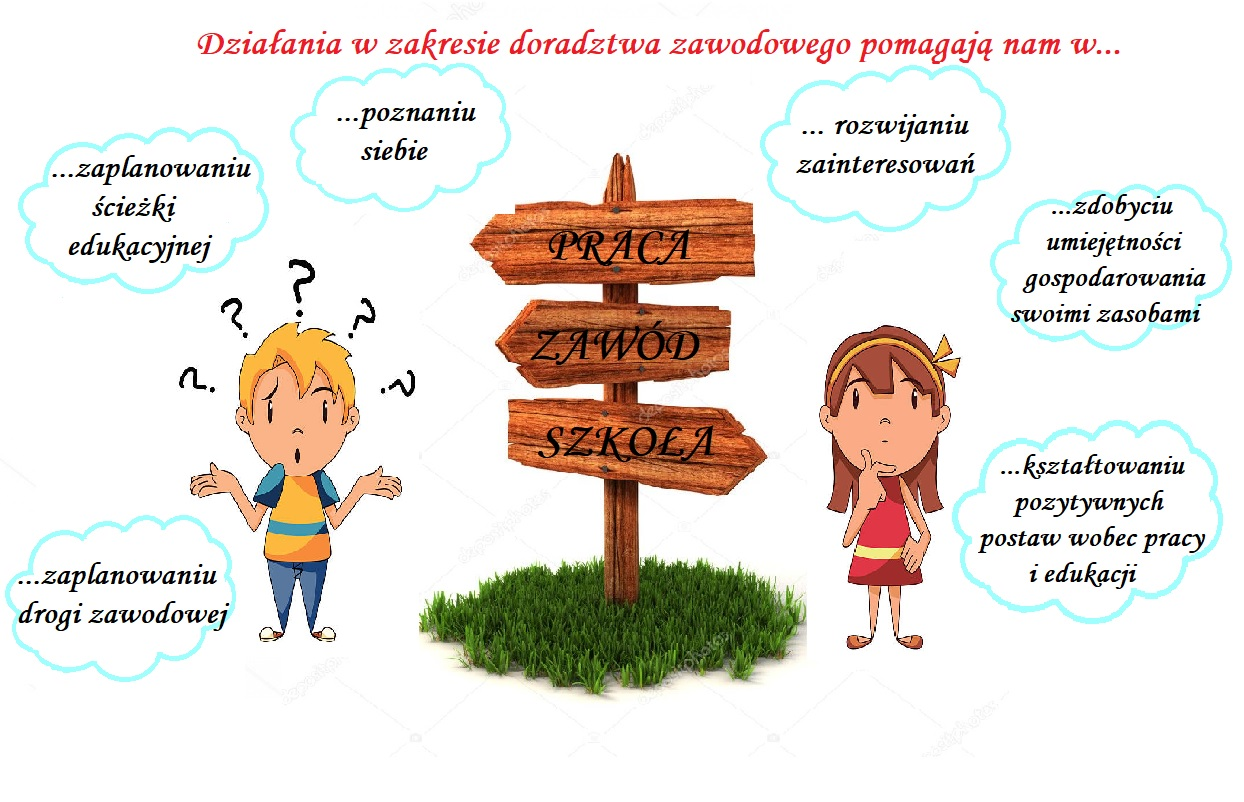 Działania w zakresie doradztwa zawodowego pomagają nam w...
...poznaniu
siebie
... rozwijaniu
zainteresowań
...zaplanowaniu
ścieżki
edukacyjnej
...zdobyciu
umiejętności
gospodarowania
swoimi zasobami
PRACA
ZAWÓD
SZKOŁA
...kształtowaniu
pozytywnych
postaw wobec pracy
i edukacji
...zaplanowaniu
drogi zawodowej